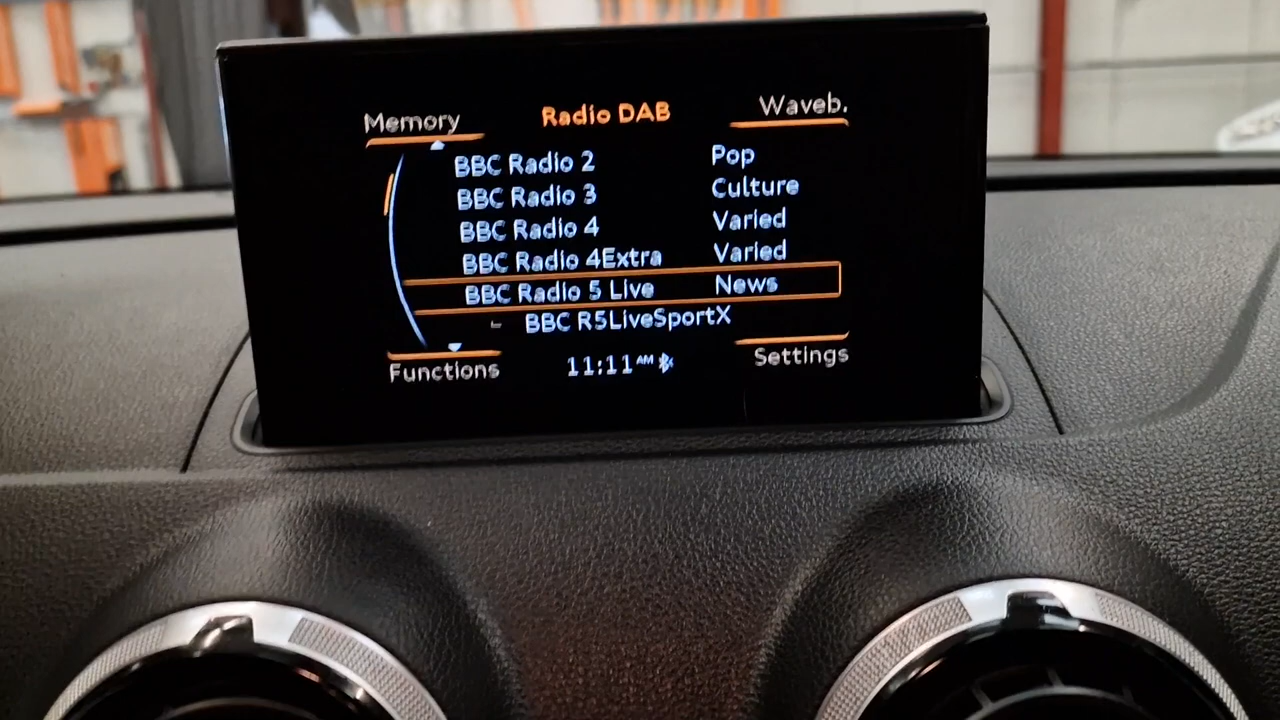 Memory Radio DAB Waveb.
BBC Radio 2 Pop
BBC Radio 3 Culture
BBC Radio 4 Varied
BBC Radio 4Extra Varied
BBC Radio 5 Live News
BBC R5LiveSportX
Functions 11:11 AM Settings